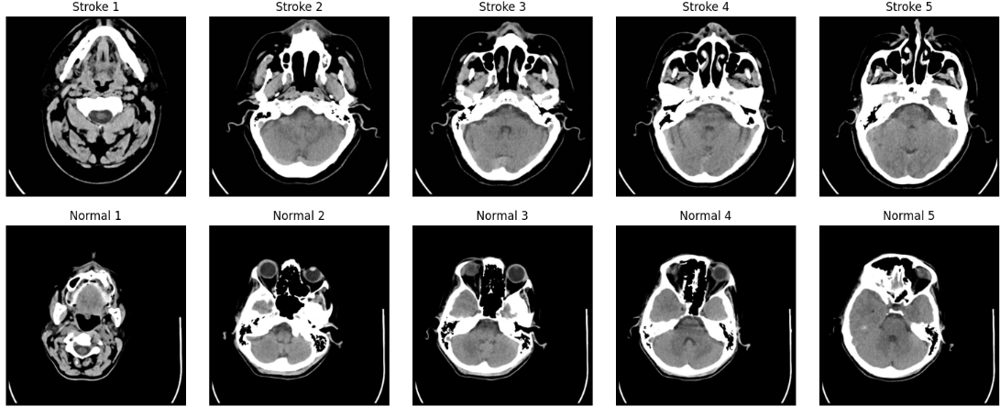 Stroke 1
Stroke 2
Stroke 3
Stroke 4
Stroke 5
Normal 1
Normal 2
Normal 3
Normal 4
Normal 5